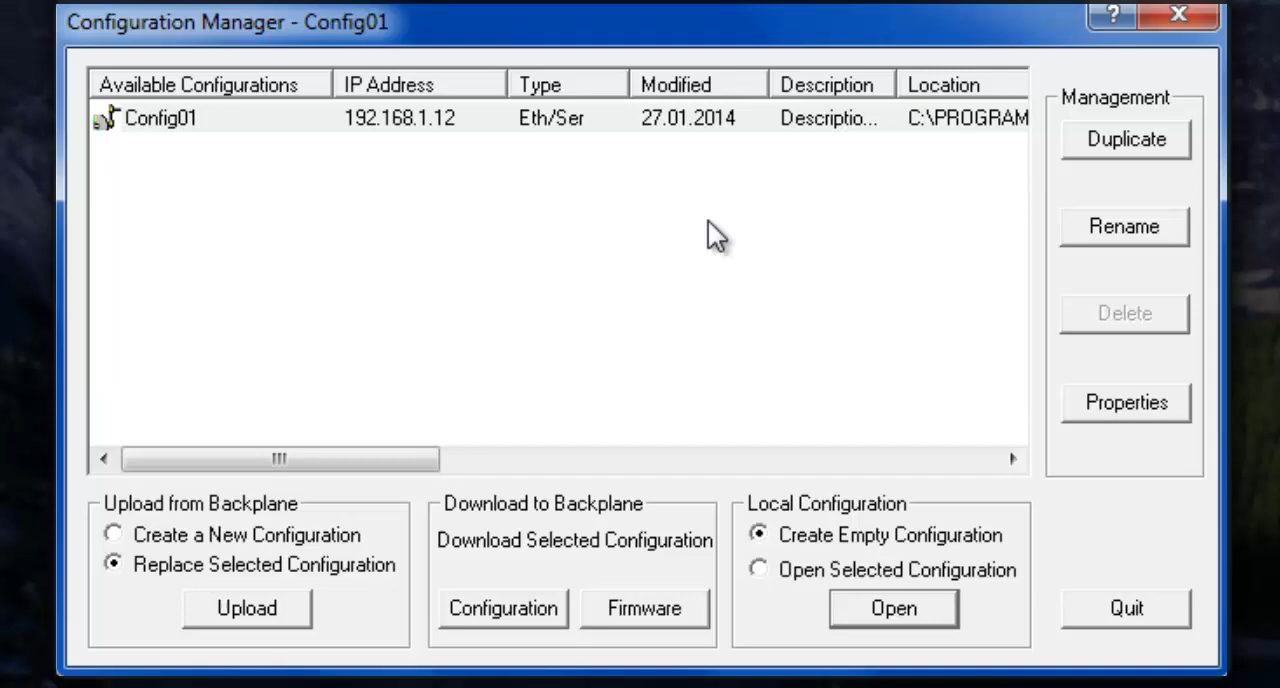 Configuration Manager - Config01
Available Configurations IP Address Type Modified Description Location
Config01 192.168.1.12 Eth/Ser 27.01.2014 Descriptio... C:\PROGRAM
Management
Duplicate
Rename
Delete
Properties
Upload from Backplane
Create a New Configuration
Replace Selected Configuration
Upload
Download to Backplane
Download Selected Configuration
Configuration Firmware
Local Configuration
Create Empty Configuration
Open Selected Configuration
Open
Quit